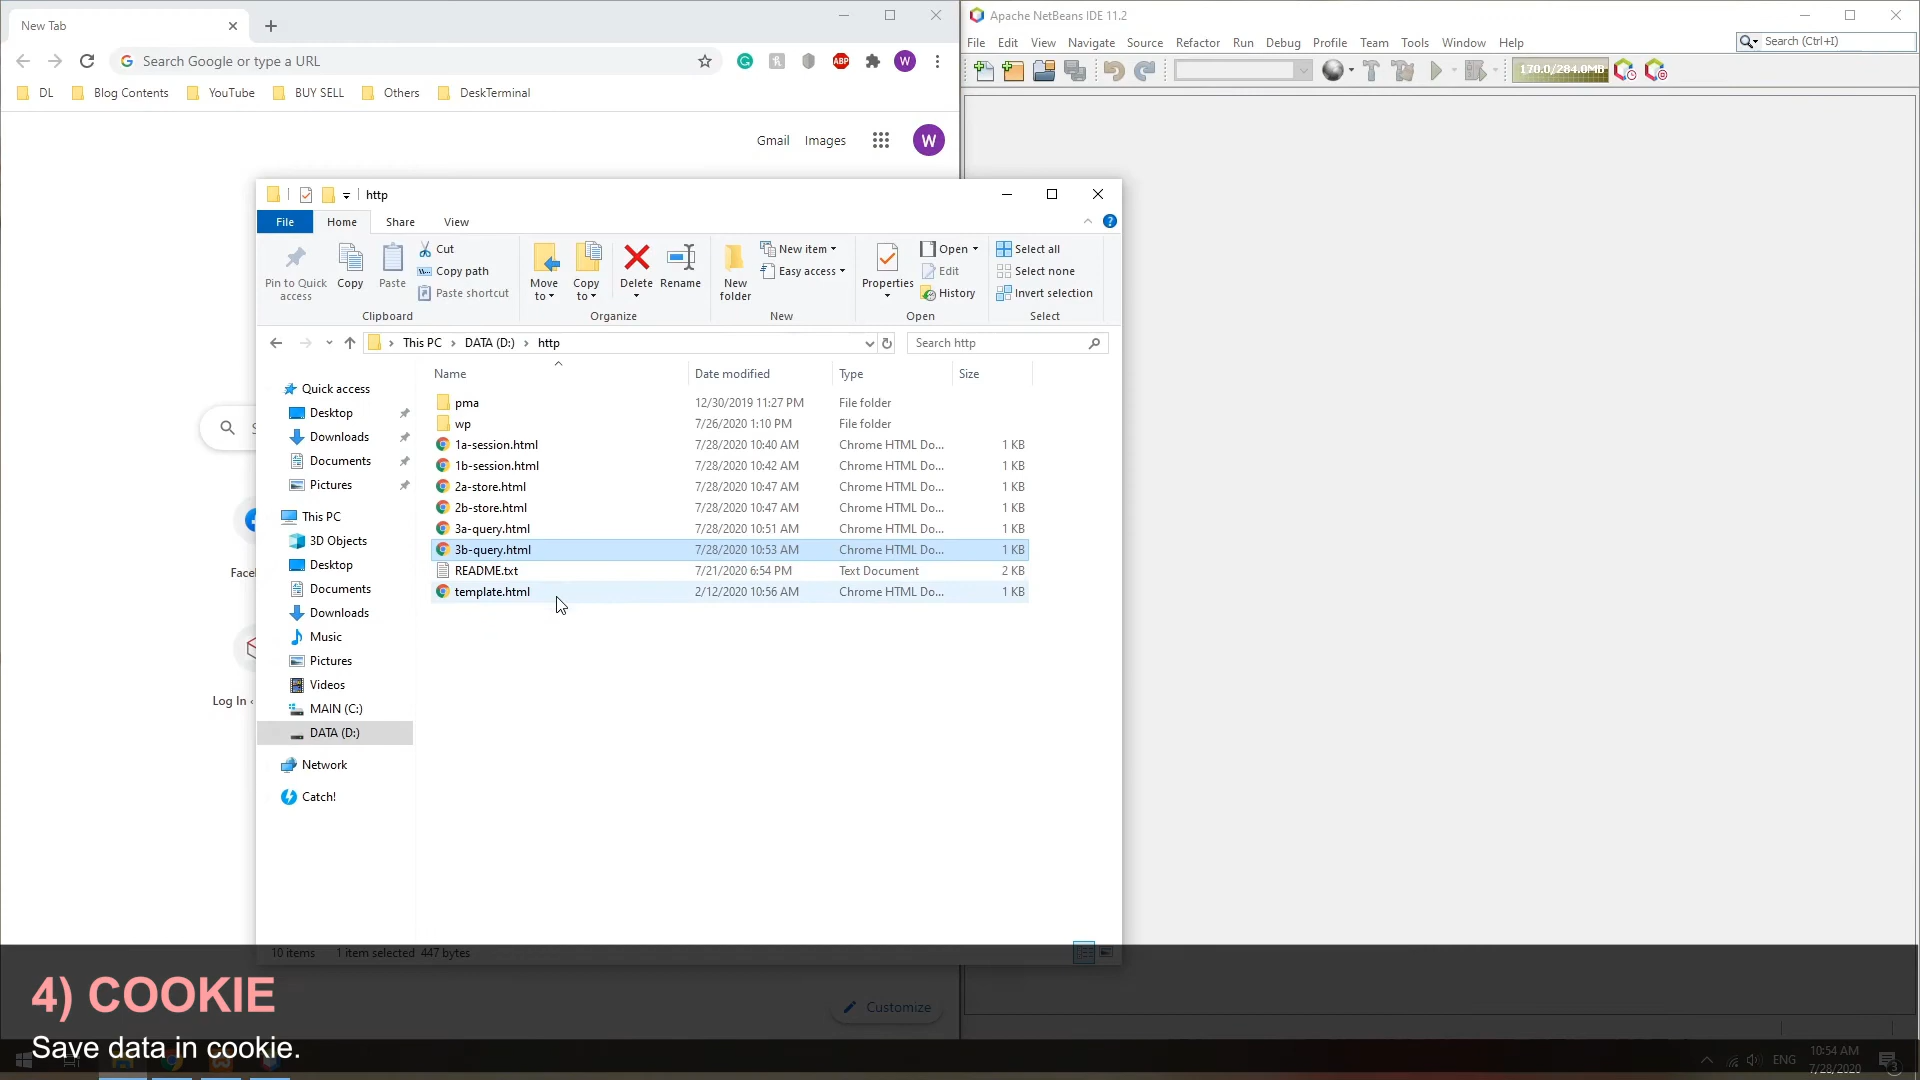 New Tab
Search Google or type a URL
ABP
W
DL
Blog Contents
YouTube
BUY SELL
Others
DeskTerminal
Gmail
Images
W
Apache NetBeans IDE 11.2
File Edit View Navigate Source Refactor Run Debug Profile Team Tools Window Help
Search (Ctrl+I)
170.0/284.0MB
http
File Home Share View
Pin to Quick access
Copy
Paste
Cut
Copy path
Paste shortcut
Clipboard
Move to
Copy to
Delete
Rename
Organize
New folder
New item
Easy access
New
Properties
Open
Edit
History
Open
Select all
Select none
Invert selection
Select
This PC > DATA (D:) > http
Search http
Quick access
Desktop
Downloads
Documents
Pictures
This PC
3D Objects
Desktop
Documents
Downloads
Music
Pictures
Videos
MAIN (C:)
DATA (D:)
Network
Catch!
Name Date modified Type Size
pma 12/30/2019 11:27 PM File folder
wp 7/26/2020 1:10 PM File folder
1a-session.html 7/28/2020 10:40 AM Chrome HTML Do... 1 KB
1b-session.html 7/28/2020 10:42 AM Chrome HTML Do... 1 KB
2a-store.html 7/28/2020 10:47 AM Chrome HTML Do... 1 KB
2b-store.html 7/28/2020 10:47 AM Chrome HTML Do... 1 KB
3a-query.html 7/28/2020 10:51 AM Chrome HTML Do... 1 KB
3b-query.html 7/28/2020 10:53 AM Chrome HTML Do... 1 KB
README.txt 7/21/2020 6:54 PM Text Document 2 KB
template.html 2/12/2020 10:56 AM Chrome HTML Do... 1 KB
Log In
10 items 1 item selected 447 bytes
Customize
4) COOKIE
Save data in cookie.
ENG
10:54 AM
7/28/2020
3